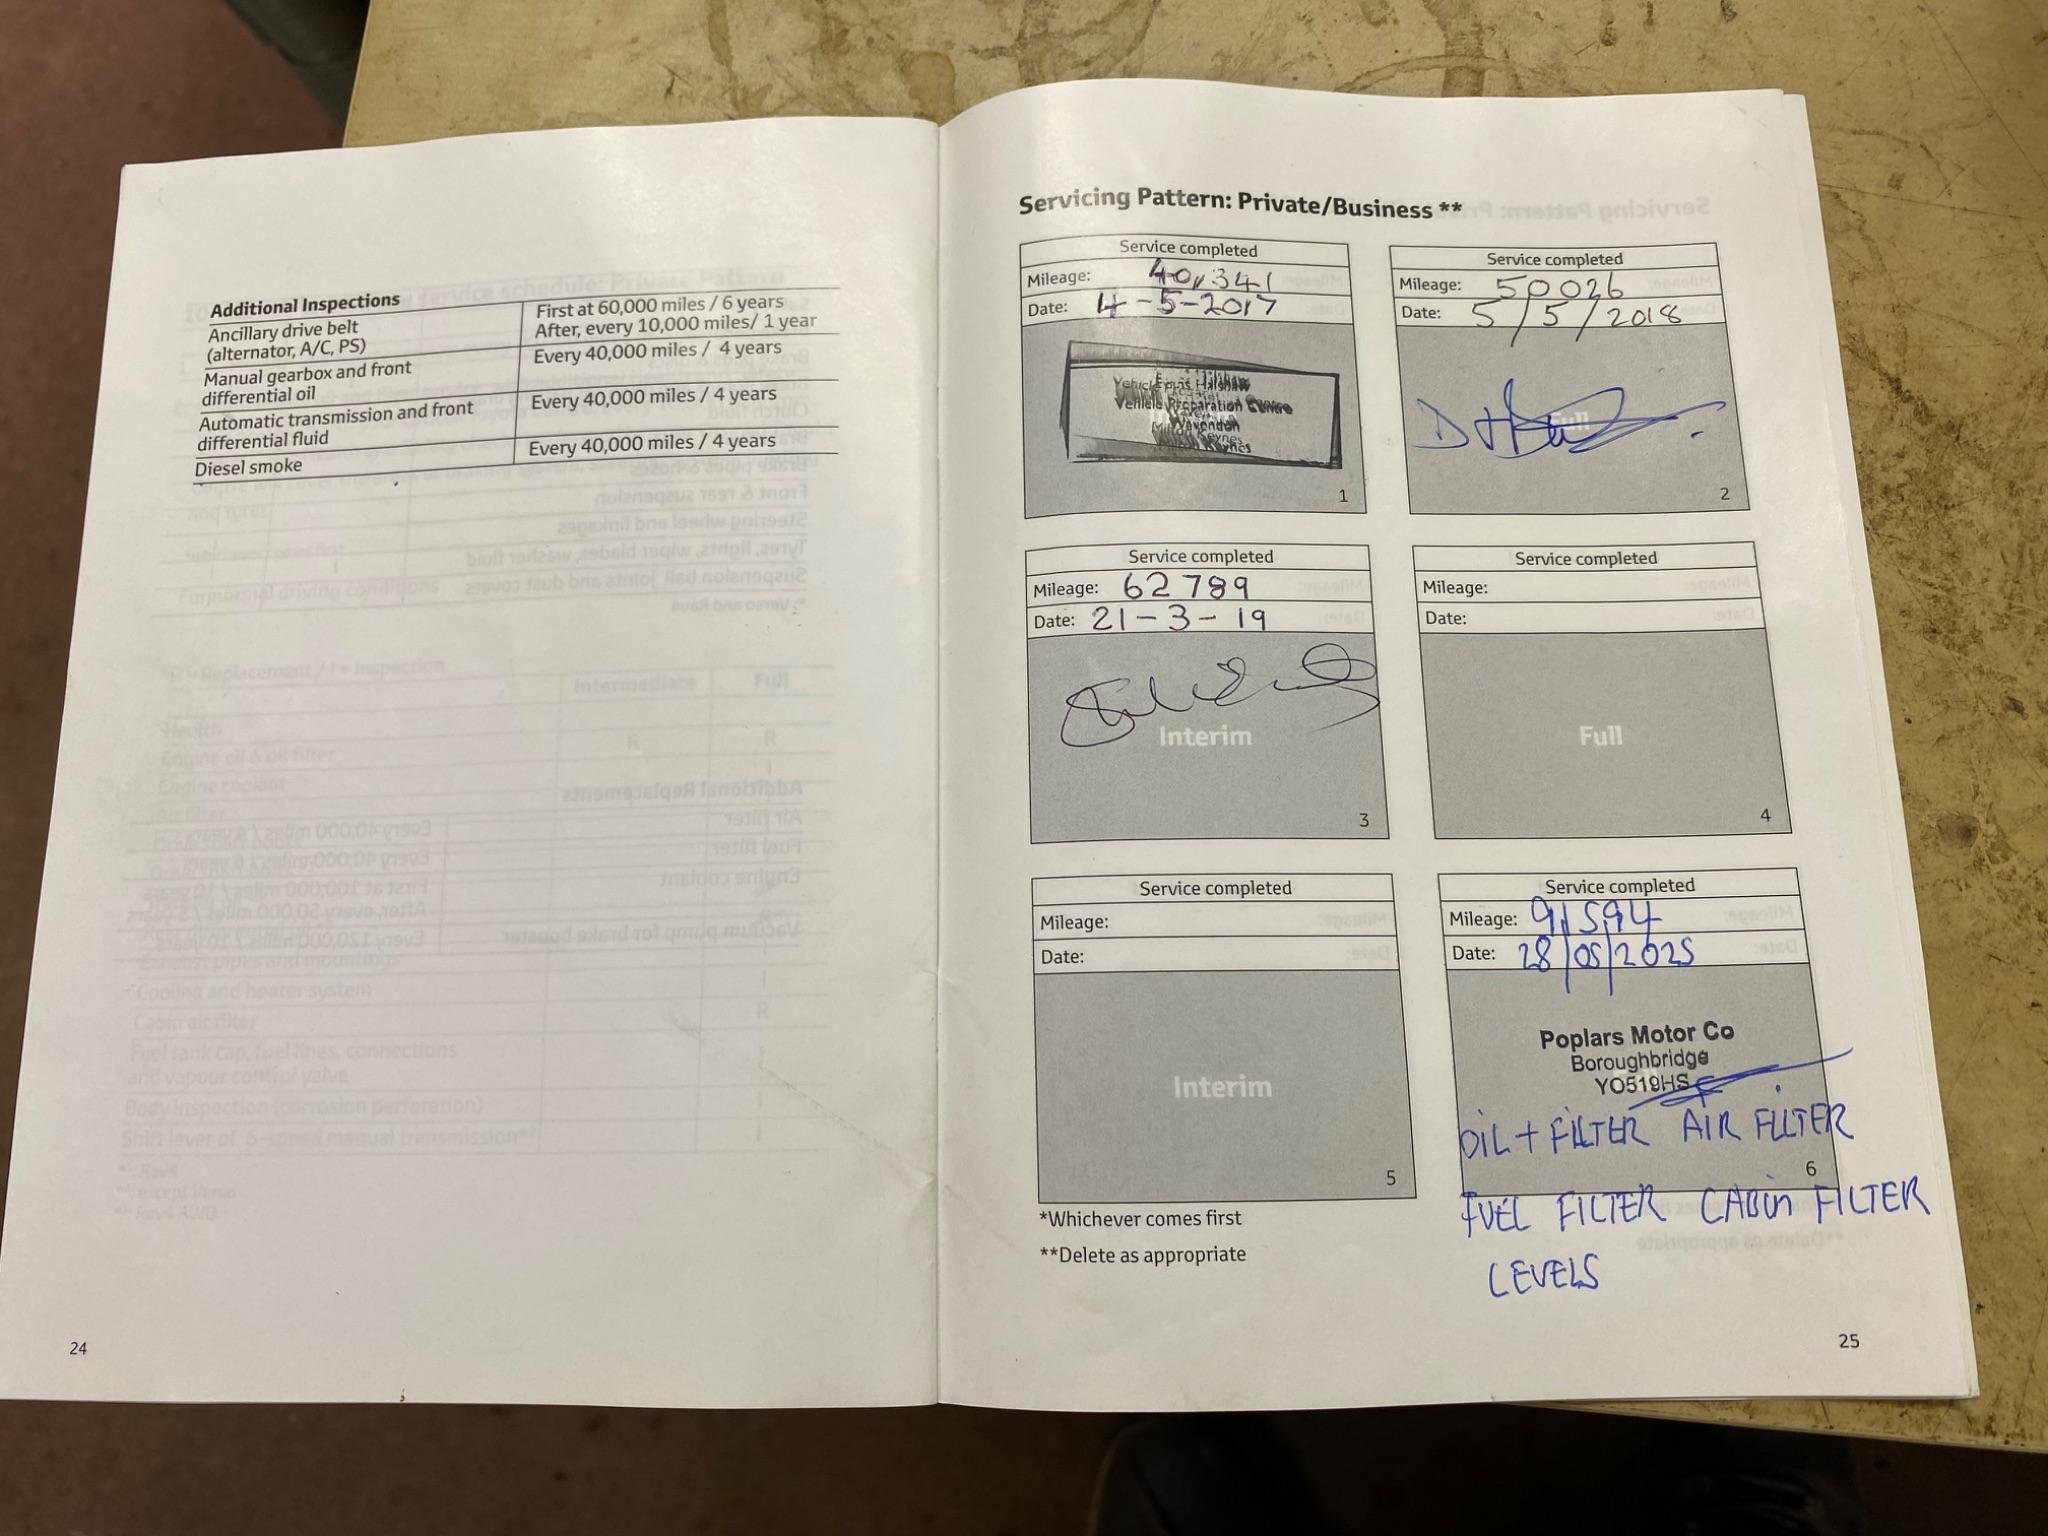 Additional Inspections
Ancillary drive belt
(alternator, A/C, PS)
First at 60,000 miles / 6 years
After, every 10,000 miles/ 1 year
Manual gearbox and front
differential oil
Every 40,000 miles / 4 years
Automatic transmission and front
differential fluid
Every 40,000 miles / 4 years
Diesel smoke
Every 40,000 miles / 4 years
24
Servicing Pattern: Private/Business **
Service completed
Mileage: 40,341
Date: 4-5-2017
Evans Halshaw
Vehicle Preparation Centre
Wavendon
Milton Keynes
1
Service completed
Mileage: 50026
Date: 5/5/2018
Full
2
Service completed
Mileage: 62789
Date: 21-3-19
Interim
3
Service completed
Mileage:
Date:
Full
4
Service completed
Mileage:
Date:
Interim
5
Service completed
Mileage: 91,594
Date: 28/05/2025
Poplars Motor Co
Boroughbridge
YO519HS
OIL + FILTER AIR FILTER
6
FUEL FILTER CABIN FILTER
LEVELS
*Whichever comes first
**Delete as appropriate
25